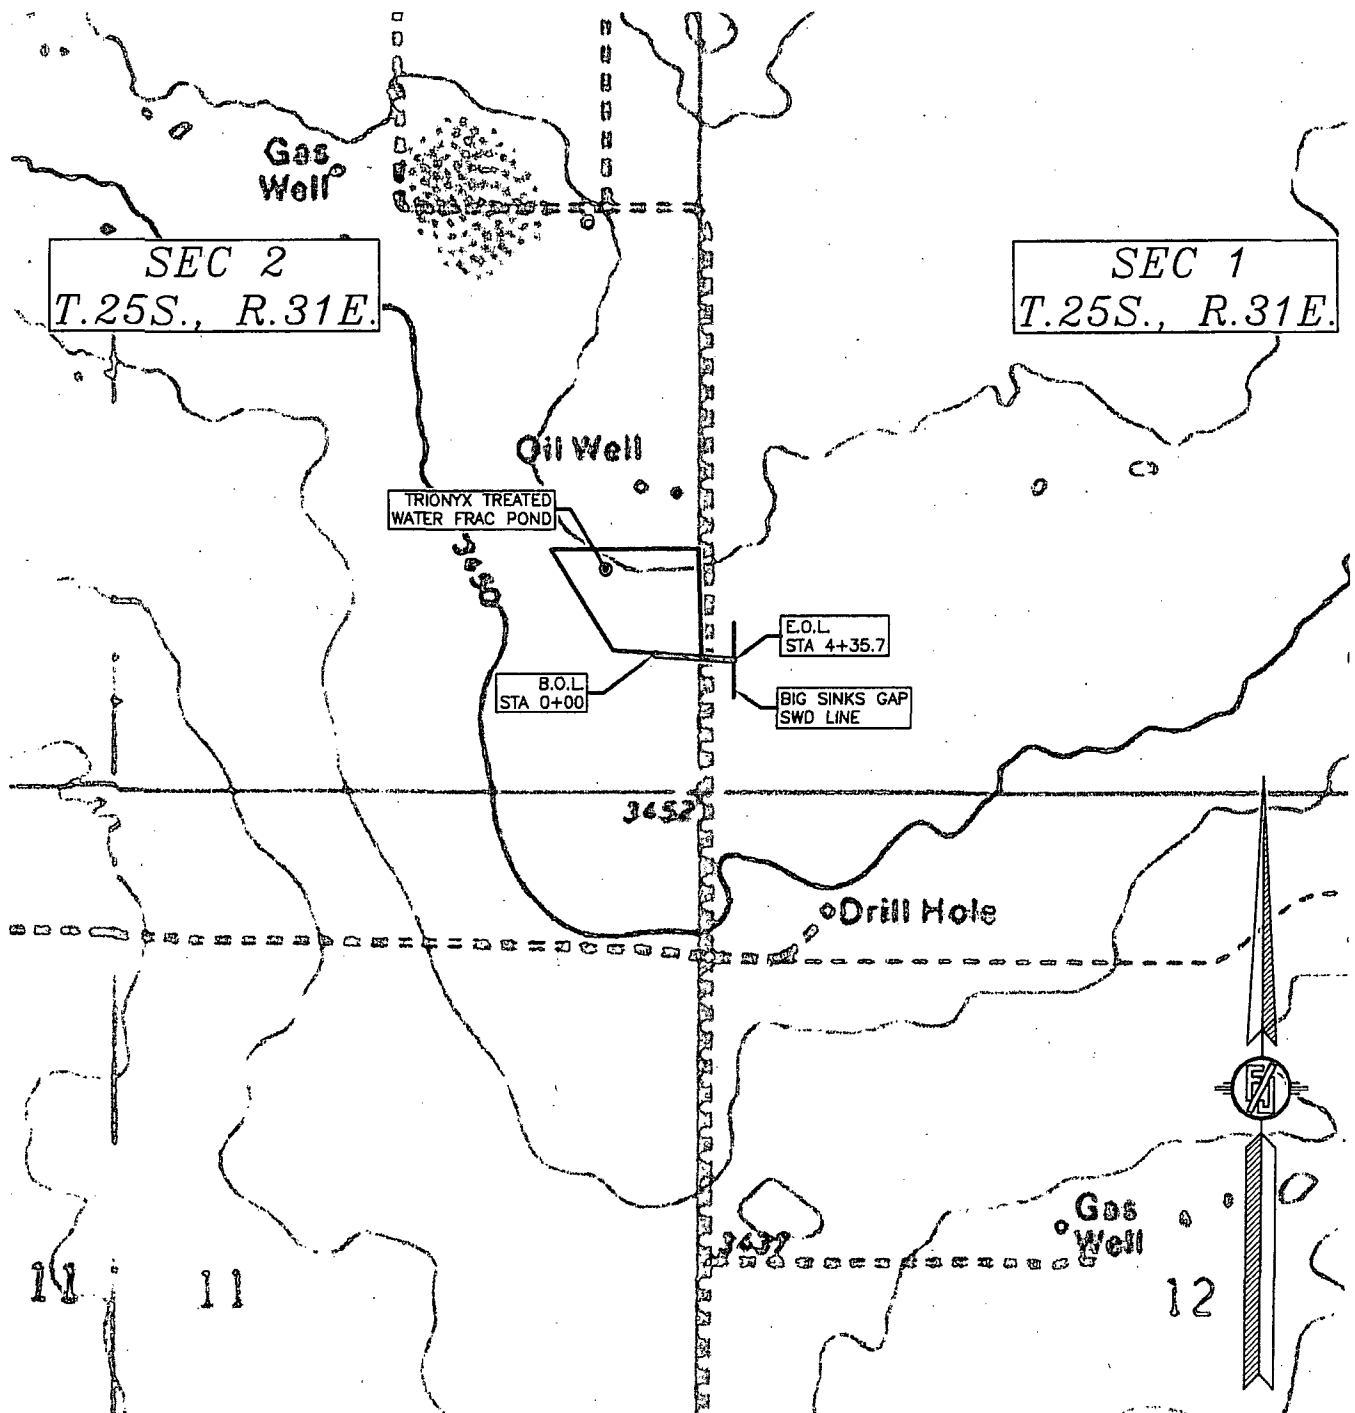 Gas
Well
SEC 2
T.25S., R.31E.
SEC 1
T.25S., R.31E.
Oil Well
TRIONYX TREATED
WATER FRAC POND
E.O.L.
STA 4+35.7
B.O.L.
STA 0+00
BIG SINKS GAP
SWD LINE
3452
Drill Hole
Gas
Well
11
11
12